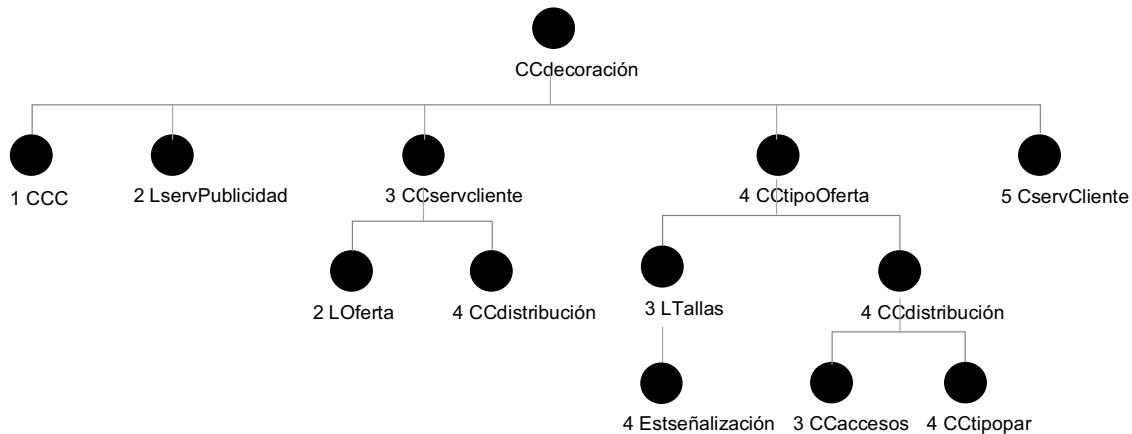 CCdecoración
1 CCC
2 LservPublicidad
3 CCservcliente
4 CCtipoOferta
5 CservCliente
2 LOferta
4 CCdistribución
3 LTallas
4 CCdistribución
4 Estseñalización
3 CCaccesos
4 CCtipopar